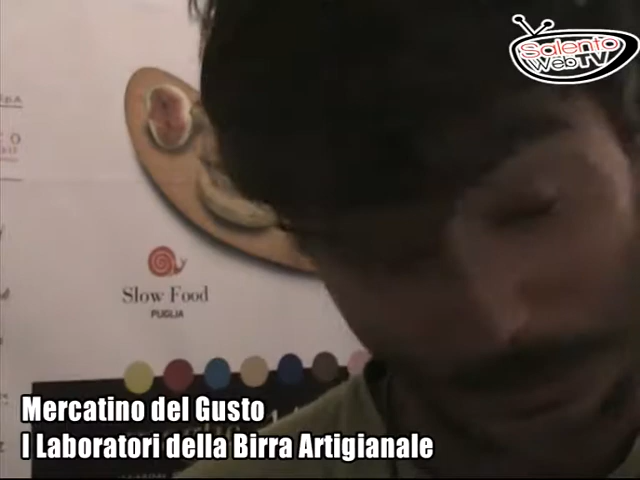 Salento
WebTV
Slow Food
PUGLIA
Mercatino del Gusto
I Laboratori della Birra Artigianale